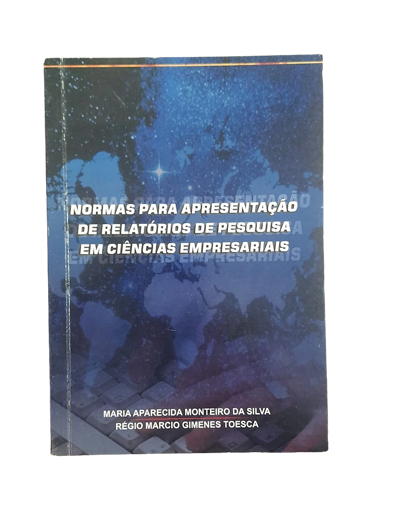 NORMAS PARA APRESENTAÇÃO
DE RELATÓRIOS DE PESQUISA
EM CIÊNCIAS EMPRESARIAIS
MARIA APARECIDA MONTEIRO DA SILVA
RÉGIO MARCIO GIMENES TOESCA